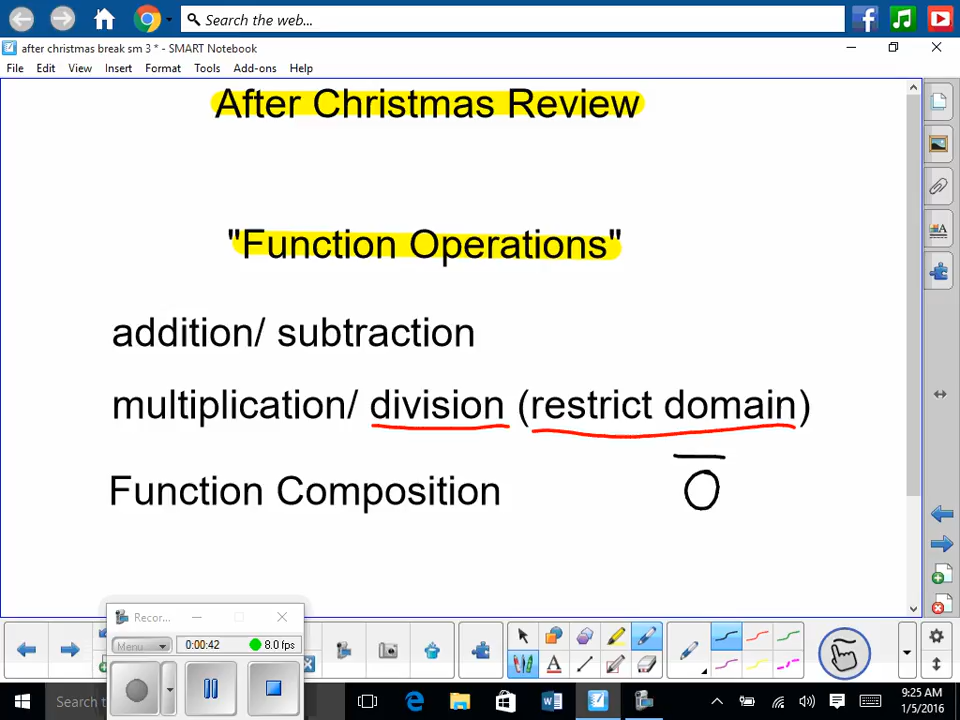 Search the web...
after christmas break sm 3 * - SMART Notebook
File Edit View Insert Format Tools Add-ons Help
After Christmas Review
"Function Operations"
addition/ subtraction
multiplication/ division (restrict domain)
Function Composition
0
Recor...
Menu 0:00:42 8.0 fps
9:25 AM
1/5/2016